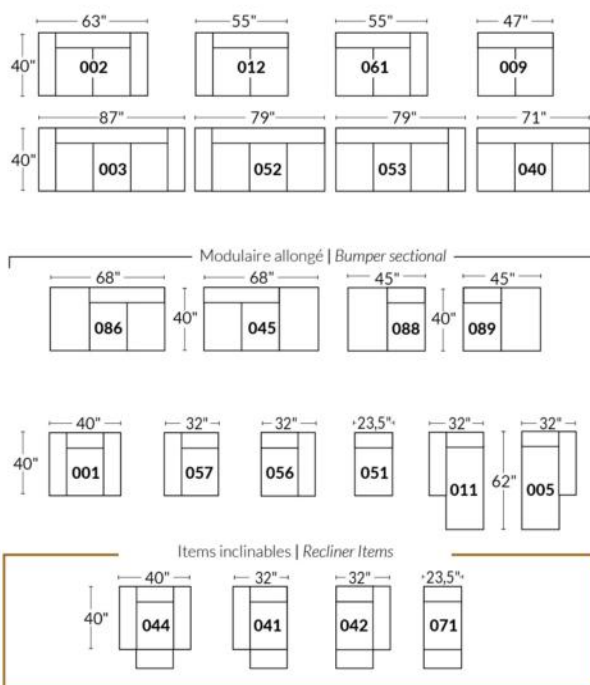 63" 55" 55" 47"
40" 002 012 061 009
87" 79" 79" 71"
40" 003 052 053 040
Modulaire allongé | Bumper sectional
68" 68" 45" 45"
086 40" 045 088 40" 089
40" 32" 32" 23,5" 32" 32"
40" 001 057 056 051 011 62" 005
Items inclinables | Recliner Items
40" 32" 32" 23,5"
40" 044 041 042 071